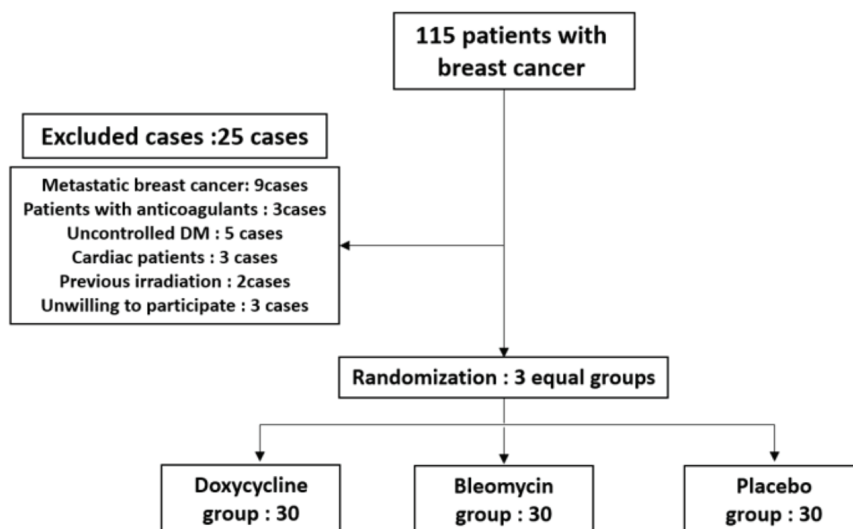 115 patients with
breast cancer
Excluded cases :25 cases
Metastatic breast cancer: 9cases
Patients with anticoagulants : 3cases
Uncontrolled DM : 5 cases
Cardiac patients : 3 cases
Previous irradiation : 2cases
Unwilling to participate : 3 cases
Randomization : 3 equal groups
Doxycycline
group : 30
Bleomycin
group : 30
Placebo
group : 30